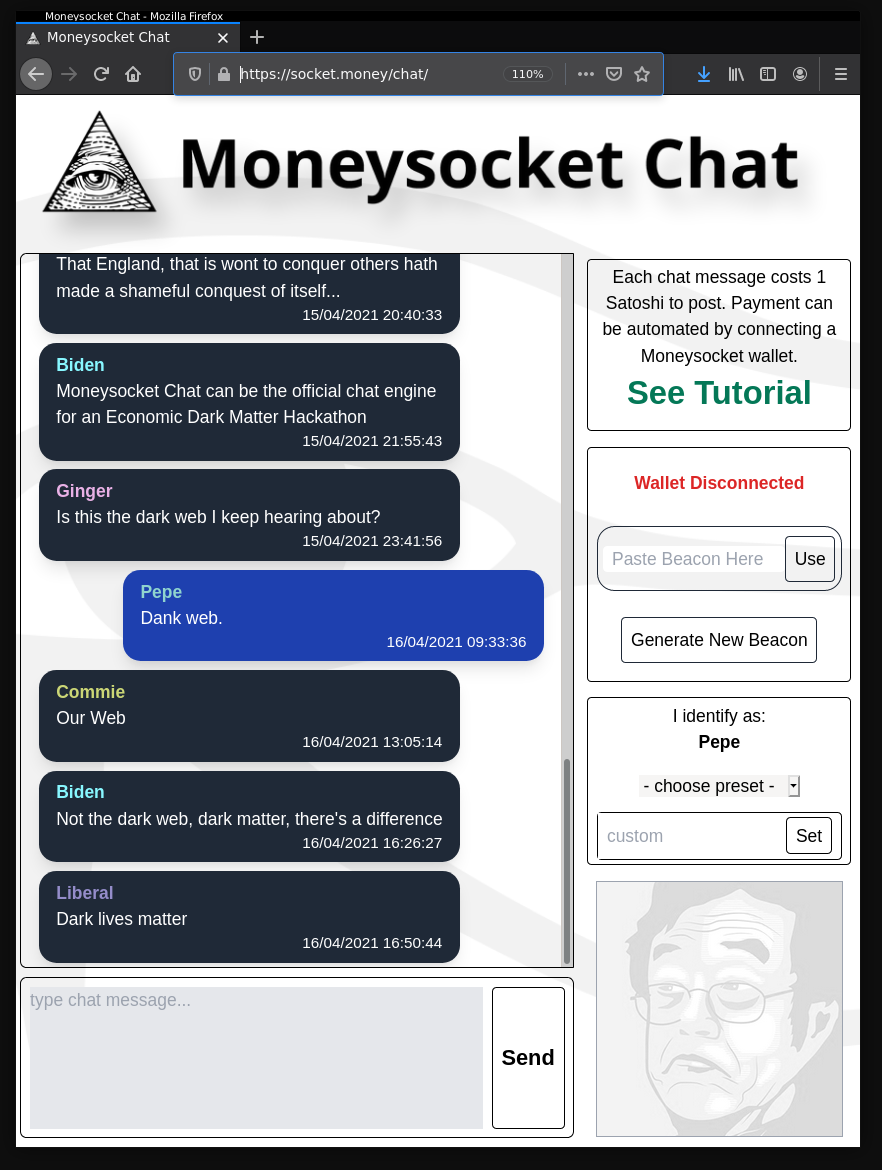 Moneysocket Chat - Mozilla Firefox
Moneysocket Chat
https://socket.money/chat/
110%
Moneysocket Chat
That England, that is wont to conquer others hath
made a shameful conquest of itself...
15/04/2021 20:40:33
Biden
Moneysocket Chat can be the official chat engine
for an Economic Dark Matter Hackathon
15/04/2021 21:55:43
Ginger
Is this the dark web I keep hearing about?
15/04/2021 23:41:56
Pepe
Dank web.
16/04/2021 09:33:36
Commie
Our Web
16/04/2021 13:05:14
Biden
Not the dark web, dark matter, there's a difference
16/04/2021 16:26:27
Liberal
Dark lives matter
16/04/2021 16:50:44
type chat message...
Send
Each chat message costs 1
Satoshi to post. Payment can
be automated by connecting a
Moneysocket wallet.
See Tutorial
Wallet Disconnected
Paste Beacon Here
Use
Generate New Beacon
I identify as:
Pepe
- choose preset -
custom
Set